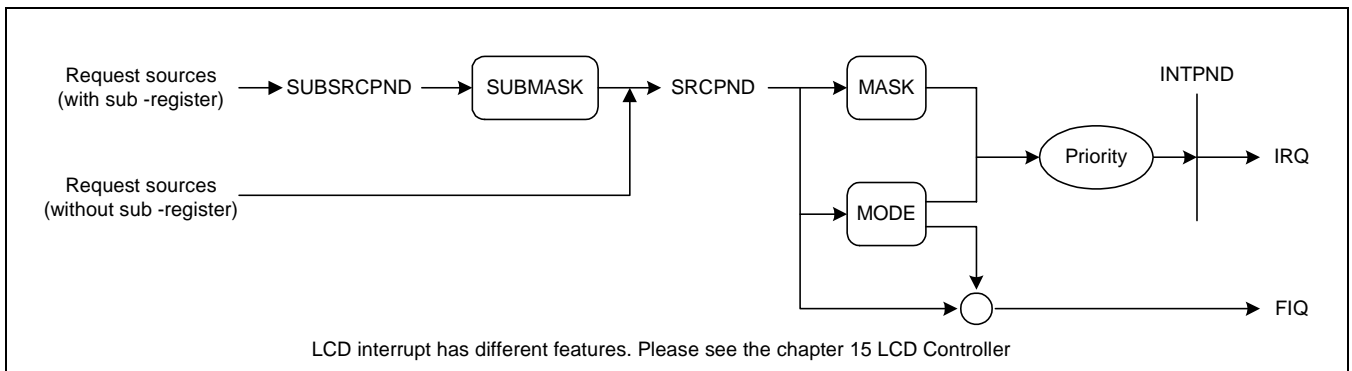 Request sources
(with sub -register)
SUBSRCPND
SUBMASK
SRCPND
MASK
INTPND
Priority
IRQ
Request sources
(without sub -register)
MODE
FIQ
LCD interrupt has different features. Please see the chapter 15 LCD Controller